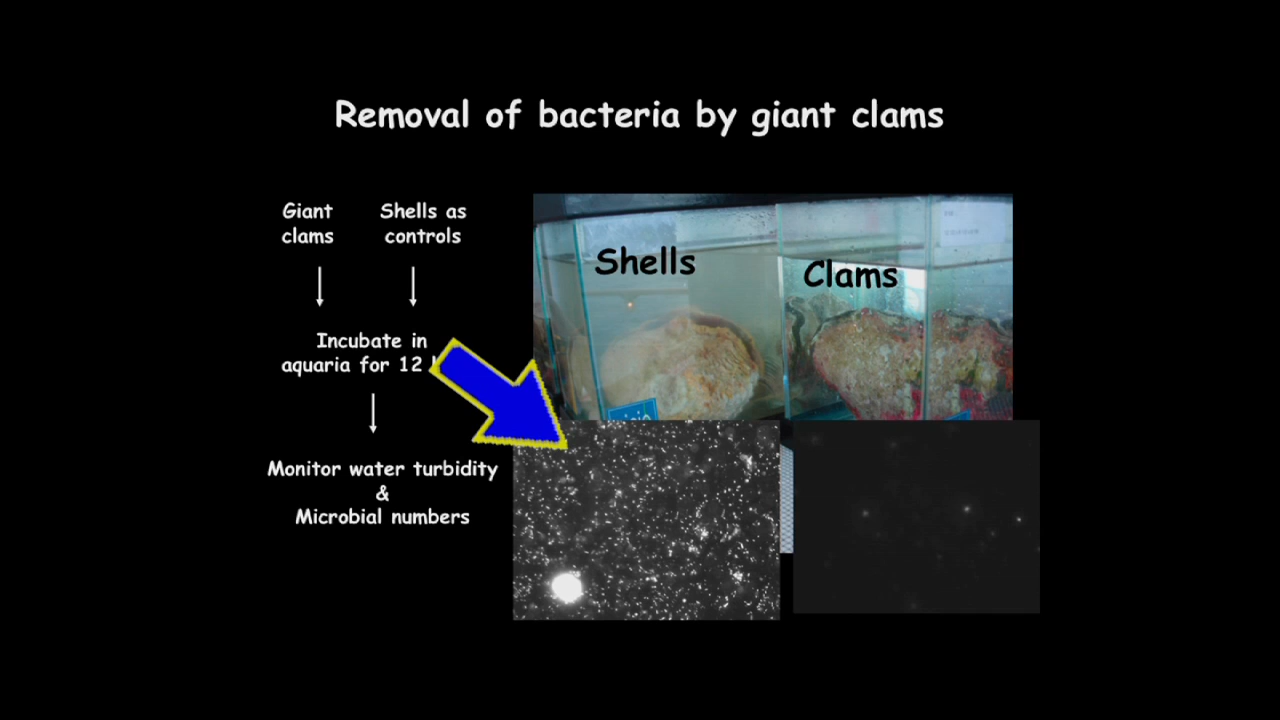 Removal of bacteria by giant clams
Giant
clams
Shells as
controls
Incubate in
aquaria for 12
Monitor water turbidity
&
Microbial numbers
Shells
Clams